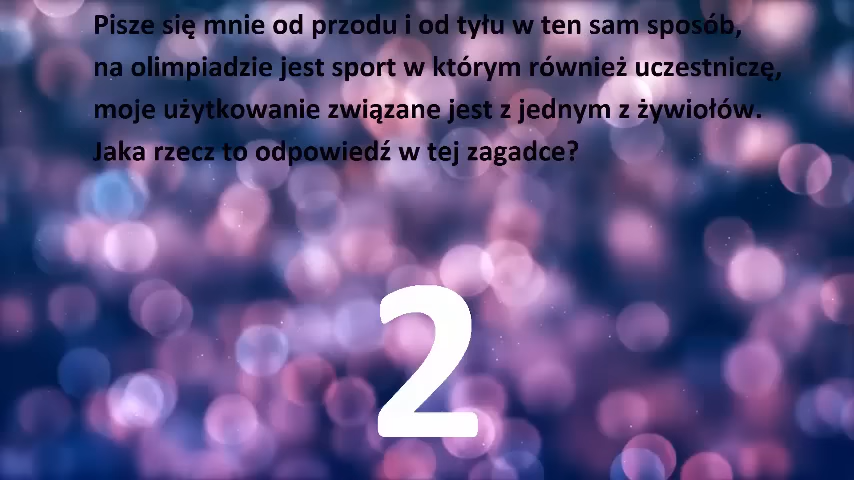 Pisze się mnie od przodu i od tyłu w ten sam sposób,
na olimpiadzie jest sport w którym również uczestniczę,
moje użytkowanie związane jest z jednym z żywiołów.
Jaka rzecz to odpowiedź w tej zagadce?
2